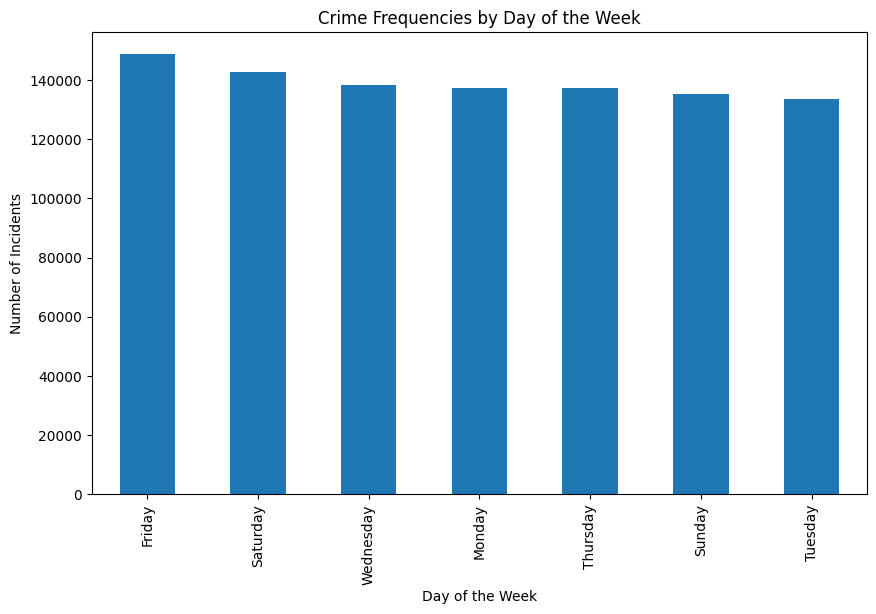 Crime Frequencies by Day of the Week
Number of Incidents
140000
120000
100000
80000
60000
40000
20000
0
Friday
Saturday
Wednesday
Monday
Thursday
Sunday
Tuesday
Day of the Week